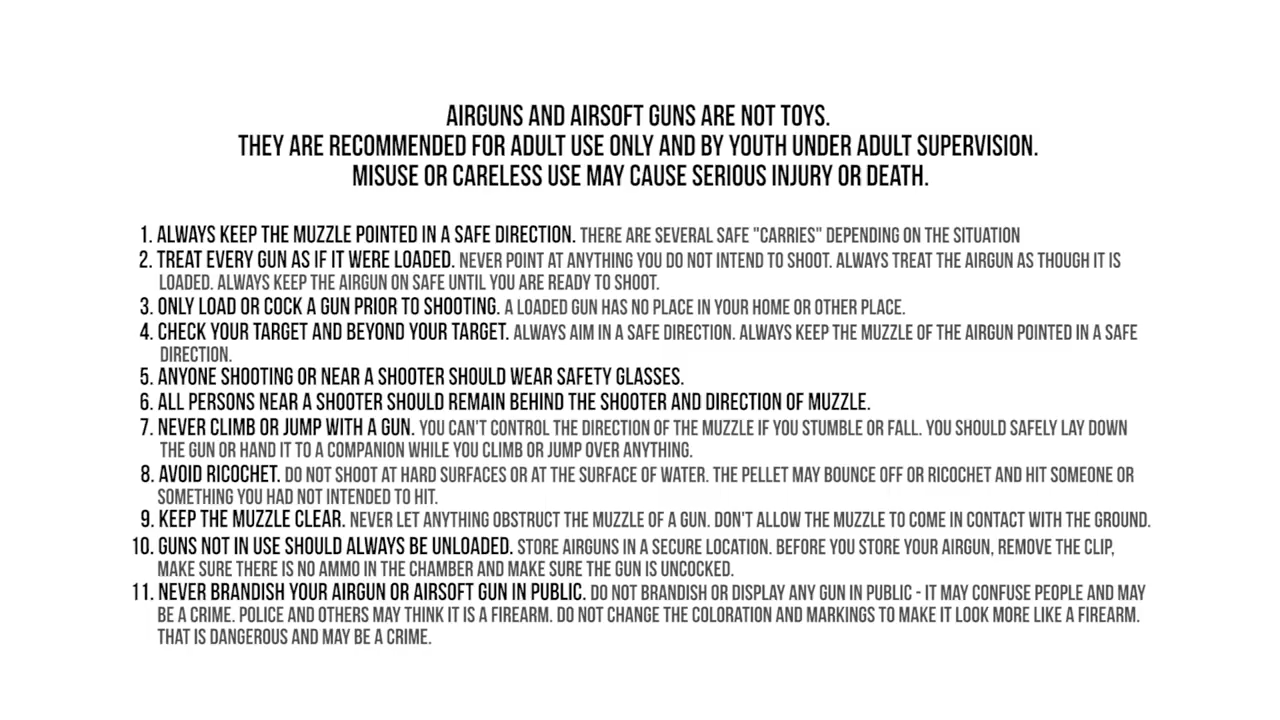 AIRGUNS AND AIRSOFT GUNS ARE NOT TOYS.
THEY ARE RECOMMENDED FOR ADULT USE ONLY AND BY YOUTH UNDER ADULT SUPERVISION.
MISUSE OR CARELESS USE MAY CAUSE SERIOUS INJURY OR DEATH.
1. ALWAYS KEEP THE MUZZLE POINTED IN A SAFE DIRECTION. THERE ARE SEVERAL SAFE "CARRIES" DEPENDING ON THE SITUATION
2. TREAT EVERY GUN AS IF IT WERE LOADED. NEVER POINT AT ANYTHING YOU DO NOT INTEND TO SHOOT. ALWAYS TREAT THE AIRGUN AS THOUGH IT IS
LOADED. ALWAYS KEEP THE AIRGUN ON SAFE UNTIL YOU ARE READY TO SHOOT.
3. ONLY LOAD OR COCK A GUN PRIOR TO SHOOTING. A LOADED GUN HAS NO PLACE IN YOUR HOME OR OTHER PLACE.
4. CHECK YOUR TARGET AND BEYOND YOUR TARGET. ALWAYS AIM IN A SAFE DIRECTION. ALWAYS KEEP THE MUZZLE OF THE AIRGUN POINTED IN A SAFE
DIRECTION.
5. ANYONE SHOOTING OR NEAR A SHOOTER SHOULD WEAR SAFETY GLASSES.
6. ALL PERSONS NEAR A SHOOTER SHOULD REMAIN BEHIND THE SHOOTER AND DIRECTION OF MUZZLE.
7. NEVER CLIMB OR JUMP WITH A GUN. YOU CAN'T CONTROL THE DIRECTION OF THE MUZZLE IF YOU STUMBLE OR FALL. YOU SHOULD SAFELY LAY DOWN
THE GUN OR HAND IT TO A COMPANION WHILE YOU CLIMB OR JUMP OVER ANYTHING.
8. AVOID RICOCHET. DO NOT SHOOT AT HARD SURFACES OR AT THE SURFACE OF WATER. THE PELLET MAY BOUNCE OFF OR RICOCHET AND HIT SOMEONE OR
SOMETHING YOU HAD NOT INTENDED TO HIT.
9. KEEP THE MUZZLE CLEAR. NEVER LET ANYTHING OBSTRUCT THE MUZZLE OF A GUN. DON'T ALLOW THE MUZZLE TO COME IN CONTACT WITH THE GROUND.
10. GUNS NOT IN USE SHOULD ALWAYS BE UNLOADED. STORE AIRGUNS IN A SECURE LOCATION. BEFORE YOU STORE YOUR AIRGUN, REMOVE THE CLIP,
MAKE SURE THERE IS NO AMMO IN THE CHAMBER AND MAKE SURE THE GUN IS UNCOCKED.
11. NEVER BRANDISH YOUR AIRGUN OR AIRSOFT GUN IN PUBLIC. DO NOT BRANDISH OR DISPLAY ANY GUN IN PUBLIC - IT MAY CONFUSE PEOPLE AND MAY
BE A CRIME. POLICE AND OTHERS MAY THINK IT IS A FIREARM. DO NOT CHANGE THE COLORATION AND MARKINGS TO MAKE IT LOOK MORE LIKE A FIREARM.
THAT IS DANGEROUS AND MAY BE A CRIME.